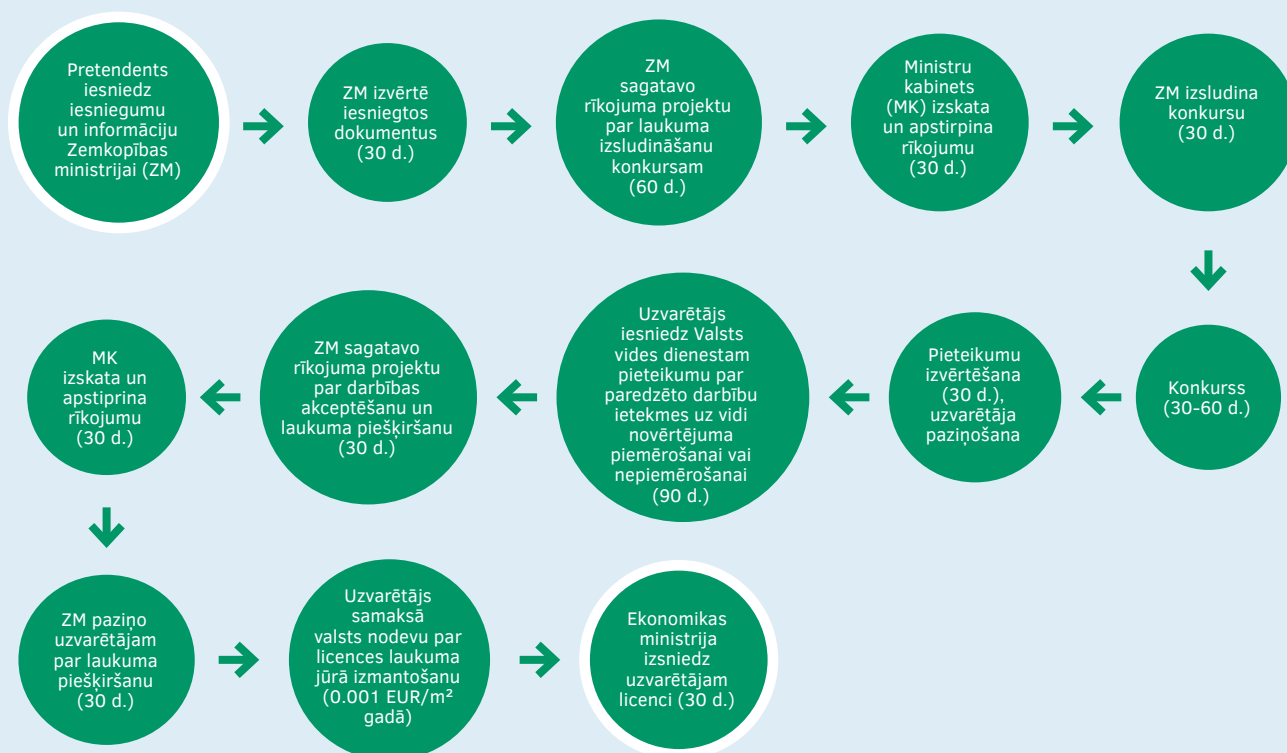 Pretendents
iesniedz
iesniegumu
un informāciju
Zemkopības
ministrijai (ZM)
ZM izvērtē
iesniegtos
dokumentus
(30 d.)
ZM
sagatavo
rīkojuma projektu
par laukuma
izsludināšanu
konkursam
(60 d.)
Ministru
kabinets
(MK) izskata
un apstirpina
rīkojumu
(30 d.)
ZM izsludina
konkursu
(30 d.)
Konkurss
(30-60 d.)
Pieteikumu
izvērtēšana
(30 d.),
uzvarētāja
paziņošana
Uzvarētājs
iesniedz Valsts
vides dienestam
pieteikumu par
paredzēto darbību
ietekmes uz vidi
novērtējuma
piemērošanai vai
nepiemērošanai
(90 d.)
ZM sagatavo
rīkojuma projektu
par darbības
akceptēšanu un
laukuma piešķiršanu
(30 d.)
MK
izskata un
apstiprina
rīkojumu
(30 d.)
ZM paziņo
uzvarētājam
par laukuma
piešķiršanu
(30 d.)
Uzvarētājs
samaksā
valsts nodevu par
licences laukuma
jūrā izmantošanu
(0.001 EUR/m²
gadā)
Ekonomikas
ministrija
izsniedz
uzvarētājam
licenci (30 d.)